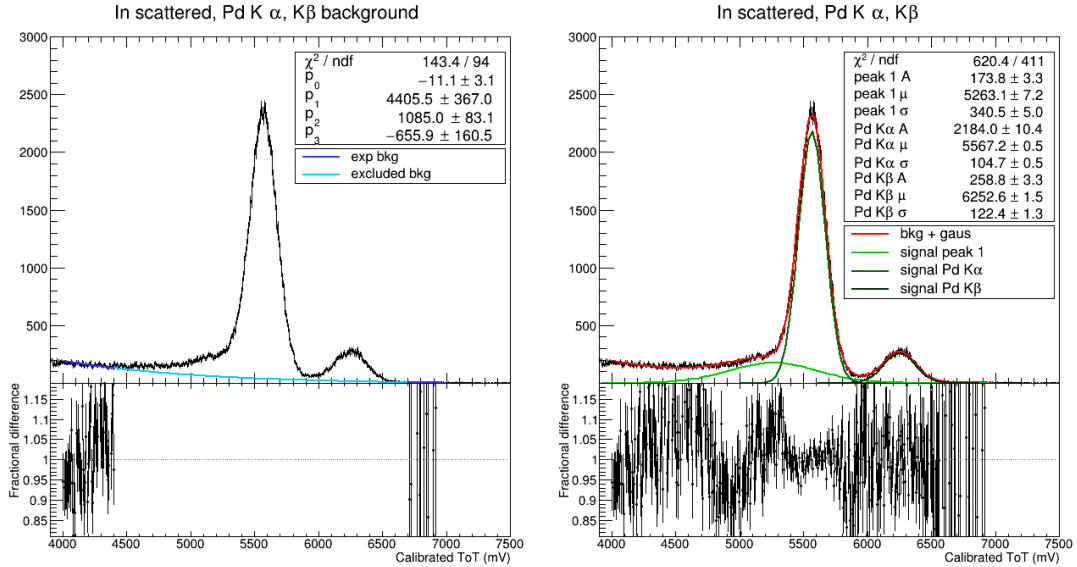 In scattered, Pd K α, Kβ background
3000
2500
2000
1500
1000
500
χ² / ndf 143.4 / 94
p0 −11.1 ± 3.1
p1 4405.5 ± 367.0
p2 1085.0 ± 83.1
p3 −655.9 ± 160.5
exp bkg
excluded bkg
Fractional difference
1.15
1.1
1.05
1
0.95
0.9
0.85
4000 4500 5000 5500 6000 6500 7000 7500
Calibrated ToT (mV)
In scattered, Pd K α, Kβ
3000
2500
2000
1500
1000
500
χ² / ndf 620.4 / 411
peak 1 A 173.8 ± 3.3
peak 1 μ 5263.1 ± 7.2
peak 1 σ 340.5 ± 5.0
Pd Kα A 2184.0 ± 10.4
Pd Kα μ 5567.2 ± 0.5
Pd Kα σ 104.7 ± 0.5
Pd Kβ A 258.8 ± 3.3
Pd Kβ μ 6252.6 ± 1.5
Pd Kβ σ 122.4 ± 1.3
bkg + gaus
signal peak 1
signal Pd Kα
signal Pd Kβ
Fractional difference
1.15
1.1
1.05
1
0.95
0.9
0.85
4000 4500 5000 5500 6000 6500 7000 7500
Calibrated ToT (mV)